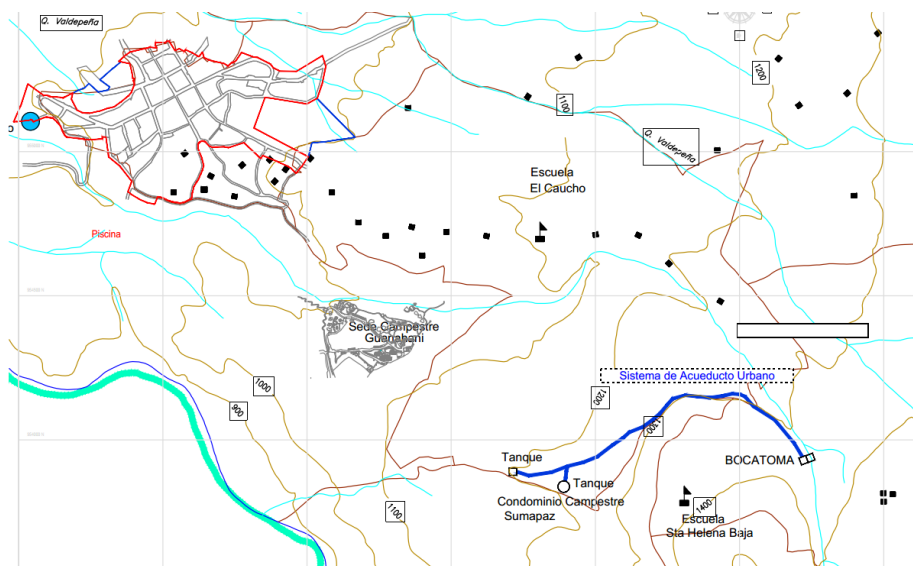 Q. Valdepeña
1200
1100
Q. Valdepeña
Escuela
El Caucho
Piscina
Sede Campestre
Guanabani
Sistema de Acueducto Urbano
1000
900
1200
1300
Tanque
BOCATOMA
Tanque
Condominio Campestre
Sumapaz
1100
1400
Escuela
Sta Helena Baja